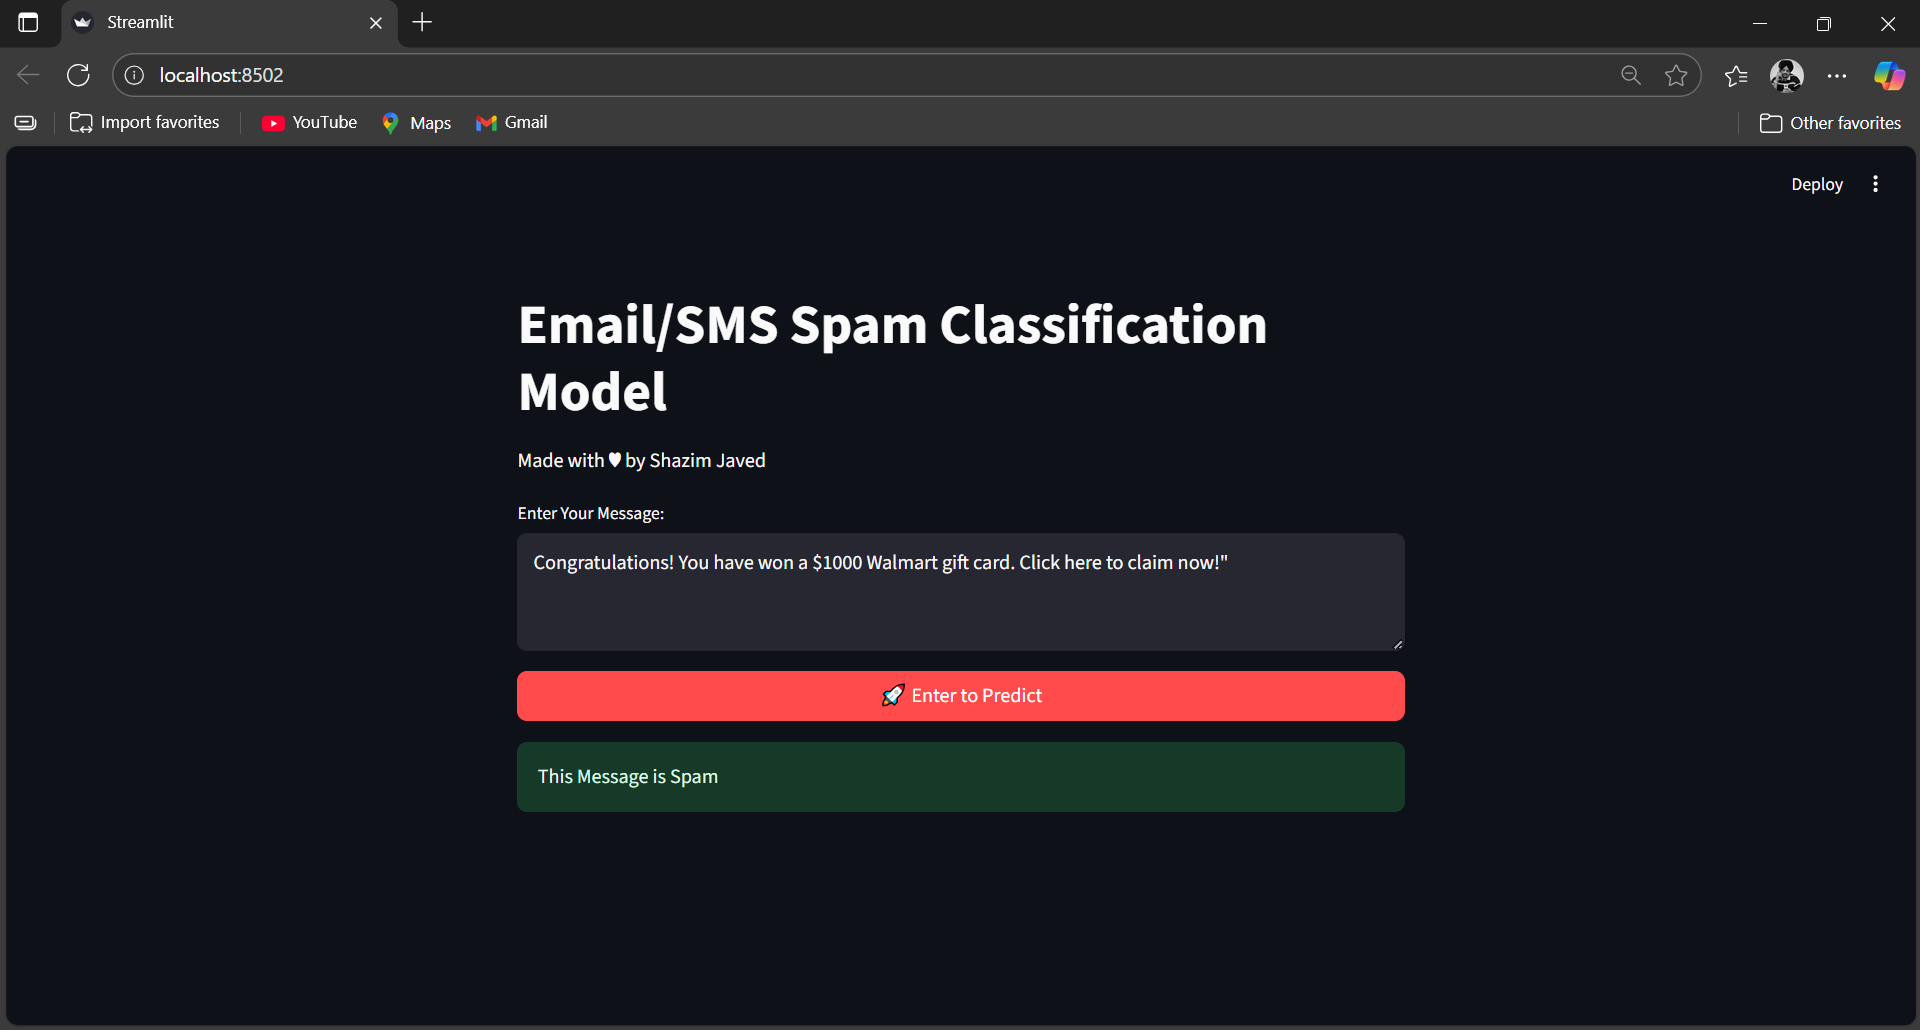 Streamlit
localhost:8502
Import favorites
YouTube
Maps
Gmail
Other favorites
Deploy
Email/SMS Spam Classification
Model
Made with ♥ by Shazim Javed
Enter Your Message:
Congratulations! You have won a $1000 Walmart gift card. Click here to claim now!"
🚀 Enter to Predict
This Message is Spam